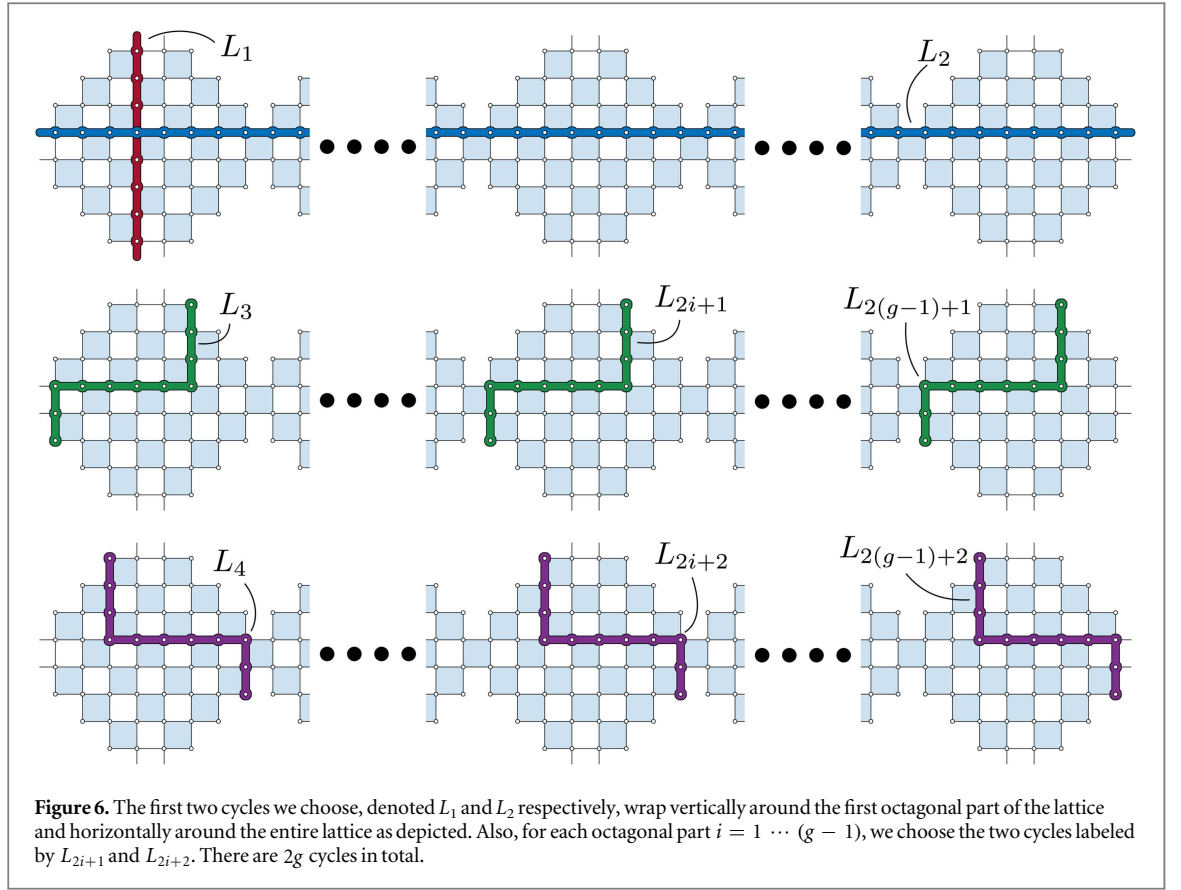 L₁
L₂
L₃
L₂ᵢ₊₁
L₂₍g₋₁₎₊₁
L₄
L₂ᵢ₊₂
L₂₍g₋₁₎₊₂
Figure 6. The first two cycles we choose, denoted L₁ and L₂ respectively, wrap vertically around the first octagonal part of the lattice
and horizontally around the entire lattice as depicted. Also, for each octagonal part i = 1 ⋯ (g − 1), we choose the two cycles labeled
by L₂ᵢ₊₁ and L₂ᵢ₊₂. There are 2g cycles in total.